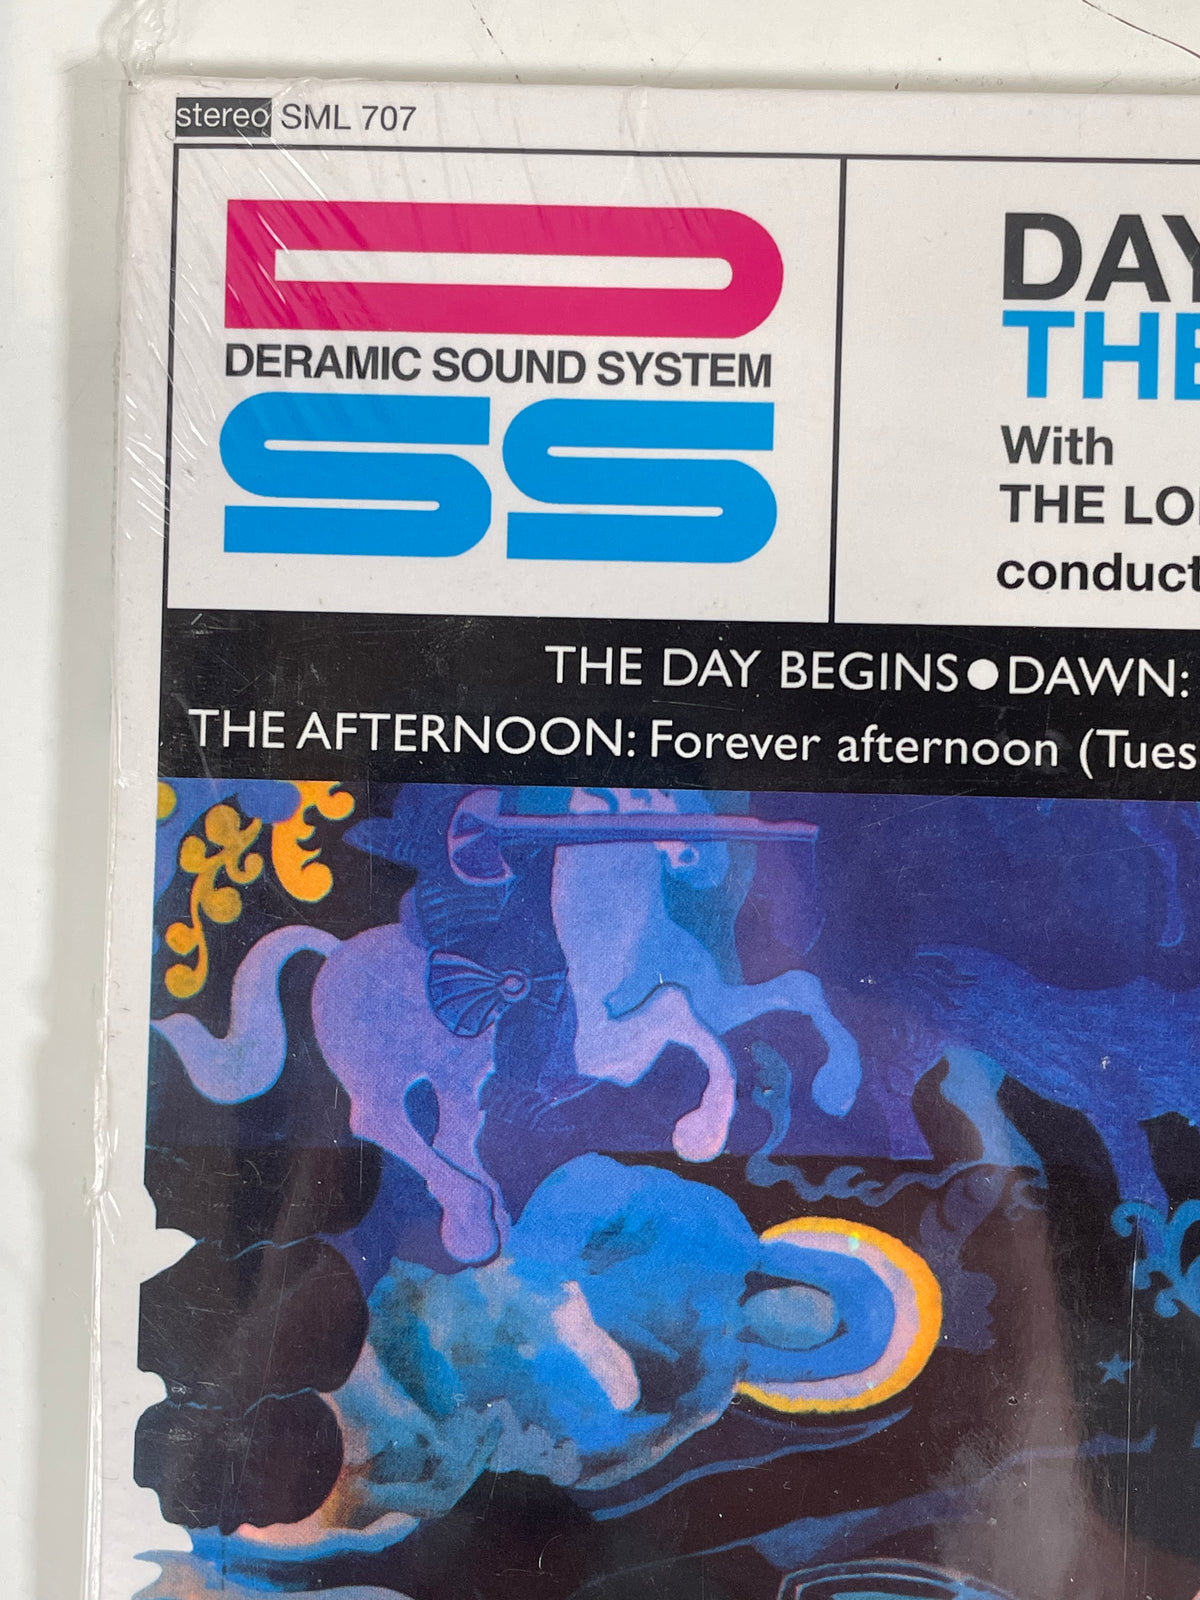 stereo SML 707
D
DERAMIC SOUND SYSTEM
SS
DAY
THE
With
THE LO
conduct
THE DAY BEGINS●DAWN:
THE AFTERNOON: Forever afternoon (Tues